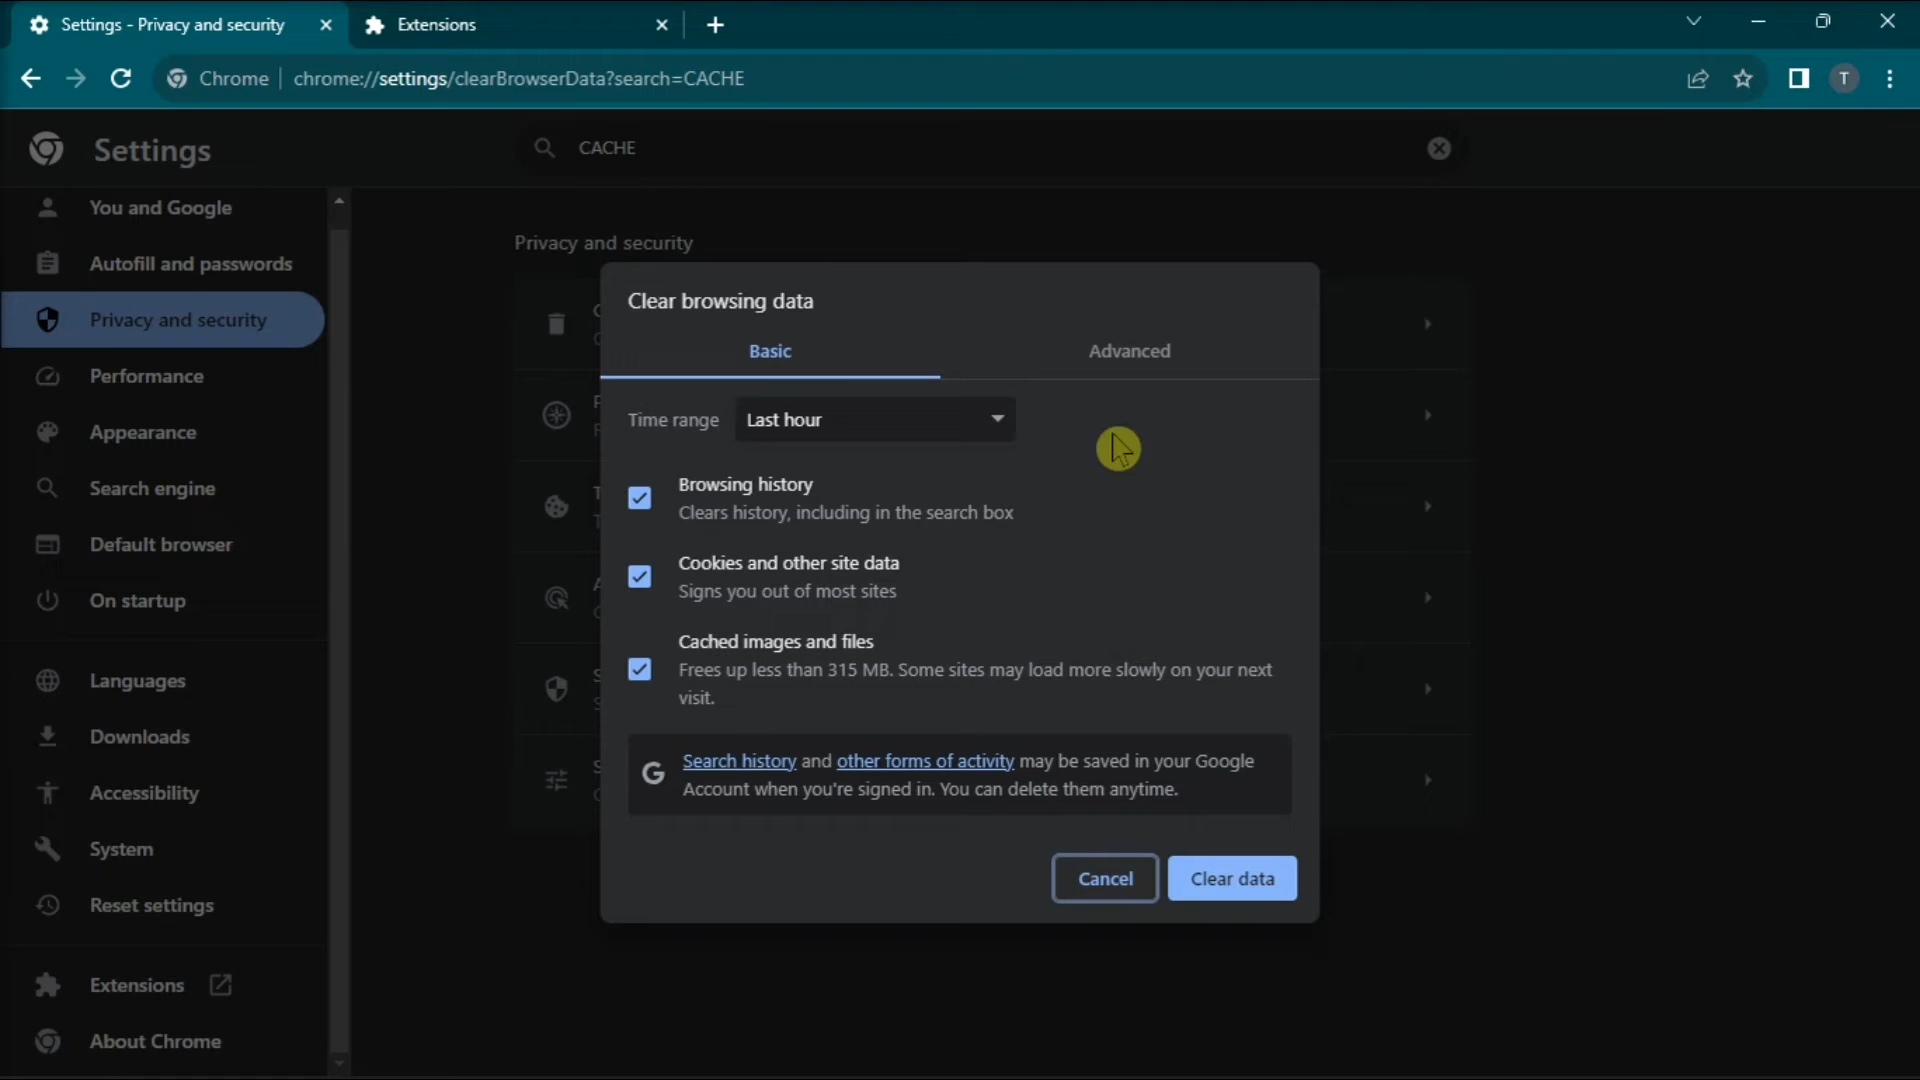 Settings - Privacy and security
Extensions
Chrome
chrome://settings/clearBrowserData?search=CACHE
T
Settings
CACHE
You and Google
Autofill and passwords
Privacy and security
Performance
Appearance
Search engine
Default browser
On startup
Languages
Downloads
Accessibility
System
Reset settings
Extensions
About Chrome
Privacy and security
Clear browsing data
Basic
Advanced
Time range
Last hour
Browsing history
Clears history, including in the search box
Cookies and other site data
Signs you out of most sites
Cached images and files
Frees up less than 315 MB. Some sites may load more slowly on your next
visit.
G
Search history and other forms of activity may be saved in your Google
Account when you're signed in. You can delete them anytime.
Cancel
Clear data